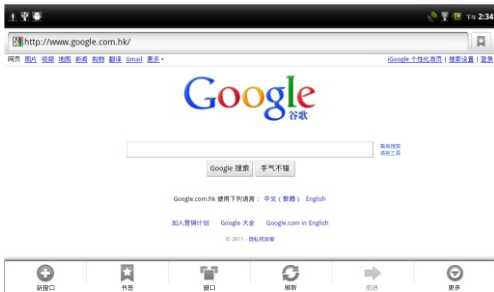 下午 2:34
http://www.google.com.hk/
网页 图片 视频 地图 新闻 购物 翻译 Gmail 更多 iGoogle 个性化首页 | 搜索设置 | 登录
Google
谷歌
高级搜索
语言工具
Google 搜索 手气不错
Google.com.hk 使用下列语言： 中文（繁體） English
加入营销计划 Google 大全 Google.com in English
© 2011 - 隐私权政策
新窗口 书签 窗口 刷新 前进 更多